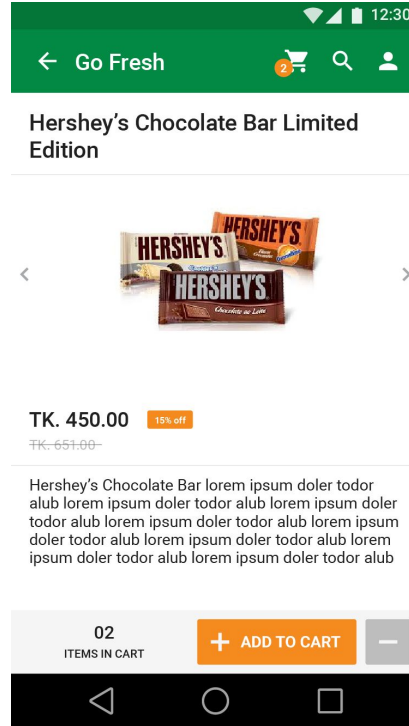 12:30
Go Fresh
2
Hershey's Chocolate Bar Limited
Edition
HERSHEY'S
HERSHEY'S
HERSHEY'S
Chocolate ao Leite
TK. 450.00
15% off
TK. 651.00
Hershey's Chocolate Bar lorem ipsum doler todor
alub lorem ipsum doler todor alub lorem ipsum doler
todor alub lorem ipsum doler todor alub lorem ipsum
doler todor alub lorem ipsum doler todor alub lorem
ipsum doler todor alub lorem ipsum doler todor alub
02
ITEMS IN CART
ADD TO CART